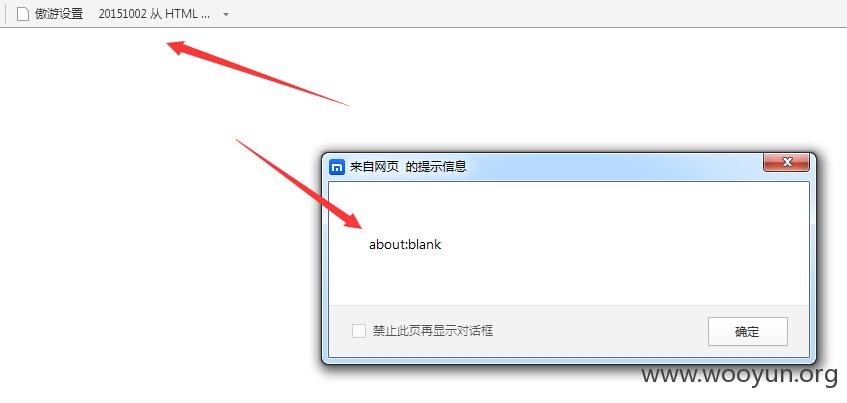 傲游设置 20151002 从 HTML ...
来自网页 的提示信息
about:blank
禁止此页再显示对话框
确定
www.wooyun.org